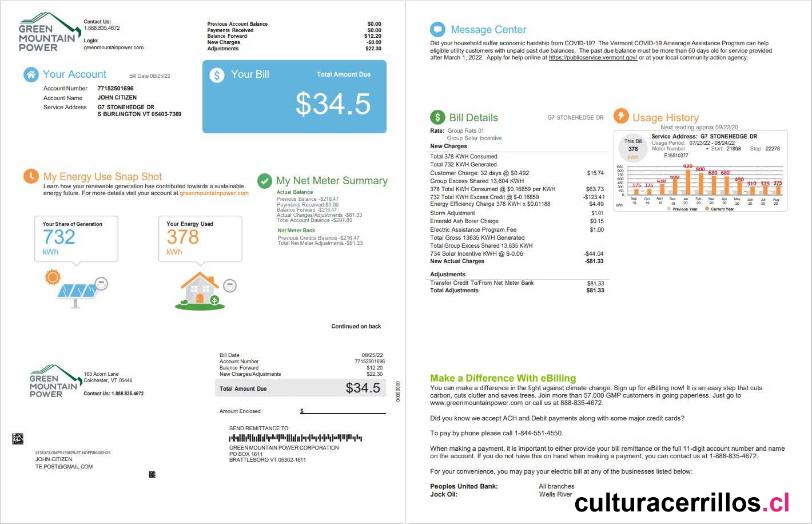 GREEN
MOUNTAIN
POWER
Contact Us:
1.888.835.4672
Login:
greenmountainpower.com
Previous Account Balance $0.00
Payments Received $0.00
Balance Forward $12.20
New Charges -$0.00
Adjustments $22.30
Your Account Bill Date 08/25/22
Account Number 77152501696
Account Name JOHN CITIZEN
Service Address G7 STONEHEDGE DR
S BURLINGTON VT 05403-7369
Your Bill Total Amount Due
$34.5
My Energy Use Snap Shot
Learn how your renewable generation has contributed towards a sustainable
energy future. For more details visit your account at greenmountainpower.com
Your Share of Generation
732
kWh
Your Energy Used
378
kWh
My Net Meter Summary
Actual Balance
Previous Balance -$216.47
Payments Received $0.00
Balance Forward -$216.47
Actual Charges/Adjustments -$81.33
Total Account Balance -$297.80
Net Meter Bank
Previous Credits Balance -$216.47
Total Net Meter Adjustments -$81.33
Continued on back
GREEN
MOUNTAIN
POWER
163 Acorn Lane
Colchester, VT 05446
Contact Us: 1.888.835.4672
Bill Date 08/25/22
Account Number 77152501696
Balance Forward $12.20
New Charges/Adjustments $22.30
Total Amount Due $34.5
Amount Enclosed $
SEND REMITTANCE TO:
GREEN MOUNTAIN POWER CORPORATION
PO BOX 1611
BRATTLEBORO VT 05302-1611
JOHN CITIZEN
TE.POST@GMAIL.COM
Message Center
Did your household suffer economic hardship from COVID-19? The Vermont COVID-19 Arrearage Assistance Program can help
eligible utility customers with unpaid past due balances. The past due balance must be more than 60 days old for service provided
after March 1, 2022. Apply for help online at https://publicservice.vermont.gov/ or at your local community action agency.
Bill Details G7 STONEHEDGE DR
Rate: Group Rate 01
Group Solar Incentive
New Charges
Total 378 KWH Consumed
Total 732 KWH Generated
Customer Charge: 32 days @ $0.492 $15.74
Group Excess Shared 13,604 KWH
378 Total KWH Consumed @ $0.16859 per KWH $63.73
732 Total KWH Excess Credit @ $-0.16859 -$123.41
Energy Efficiency Charge 378 KWH x $0.01188 $4.49
Storm Adjustment $1.01
Emerald Ash Borer Chrge $0.15
Electric Assistance Program Fee $1.00
Total Gross 13635 KWH Generated
Total Group Excess Shared 13,635 KWH
734 Solar Incentive KWH @ $-0.06 -$44.04
New Actual Charges -$81.33
Adjustments
Transfer Credit To/From Net Meter Bank $81.33
Total Adjustments $81.33
Usage History
Next reading approx 09/22/20
This Bill
378
KWH
Service Address: G7 STONEHEDGE DR
Usage Period: 07/23/22 - 08/24/22
Motor Number • Start: 21898 Stop: 22276
E16610377
Previous Year Current Year
Make a Difference With eBilling
You can make a difference in the fight against climate change. Sign up for eBilling now! It is an easy step that cuts
carbon, cuts clutter and saves trees. Join more than 57,000 GMP customers in going paperless. Just go to
www.greenmountainpower.com or call us at 888-835-4672.
Did you know we accept ACH and Debit payments along with some major credit cards?
To pay by phone please call 1-844-551-4550.
When making a payment, it is important to either provide your bill remittance or the full 11-digit account number and name
on the account. If you do not have this on hand when making a payment, you can contact us at 1-888-835-4672.
For your convenience, you may pay your electric bill at any of the businesses listed below:
Peoples United Bank: All branches
Jock Oil: Wells River
culturacerrillos.cl